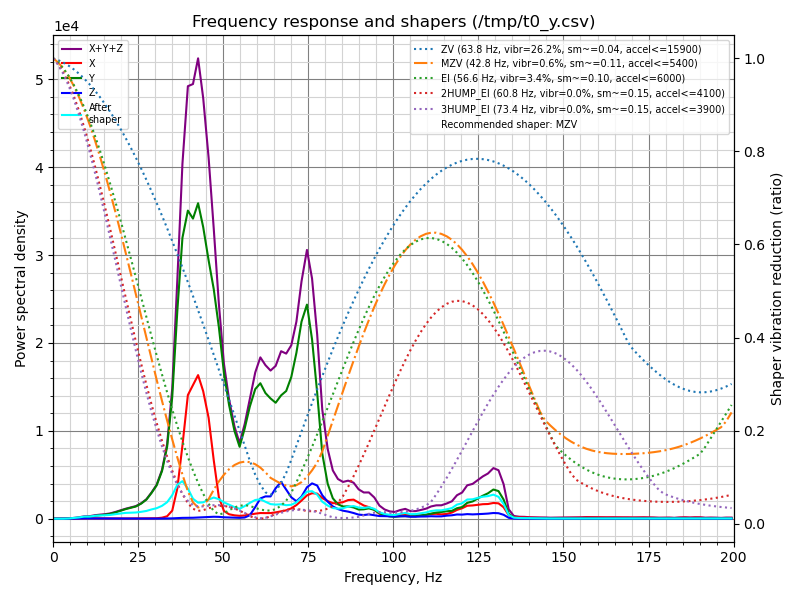 Frequency response and shapers (/tmp/t0_y.csv)
1e4
X+Y+Z
X
Y
Z
After
shaper
ZV (63.8 Hz, vibr=26.2%, sm~=0.04, accel<=15900)
MZV (42.8 Hz, vibr=0.6%, sm~=0.11, accel<=5400)
EI (56.6 Hz, vibr=3.4%, sm~=0.10, accel<=6000)
2HUMP_EI (60.8 Hz, vibr=0.0%, sm~=0.15, accel<=4100)
3HUMP_EI (73.4 Hz, vibr=0.0%, sm~=0.15, accel<=3900)
Recommended shaper: MZV
Power spectral density
5
4
3
2
1
0
1.0
0.8
0.6
0.4
0.2
0.0
Shaper vibration reduction (ratio)
0 25 50 75 100 125 150 175 200
Frequency, Hz